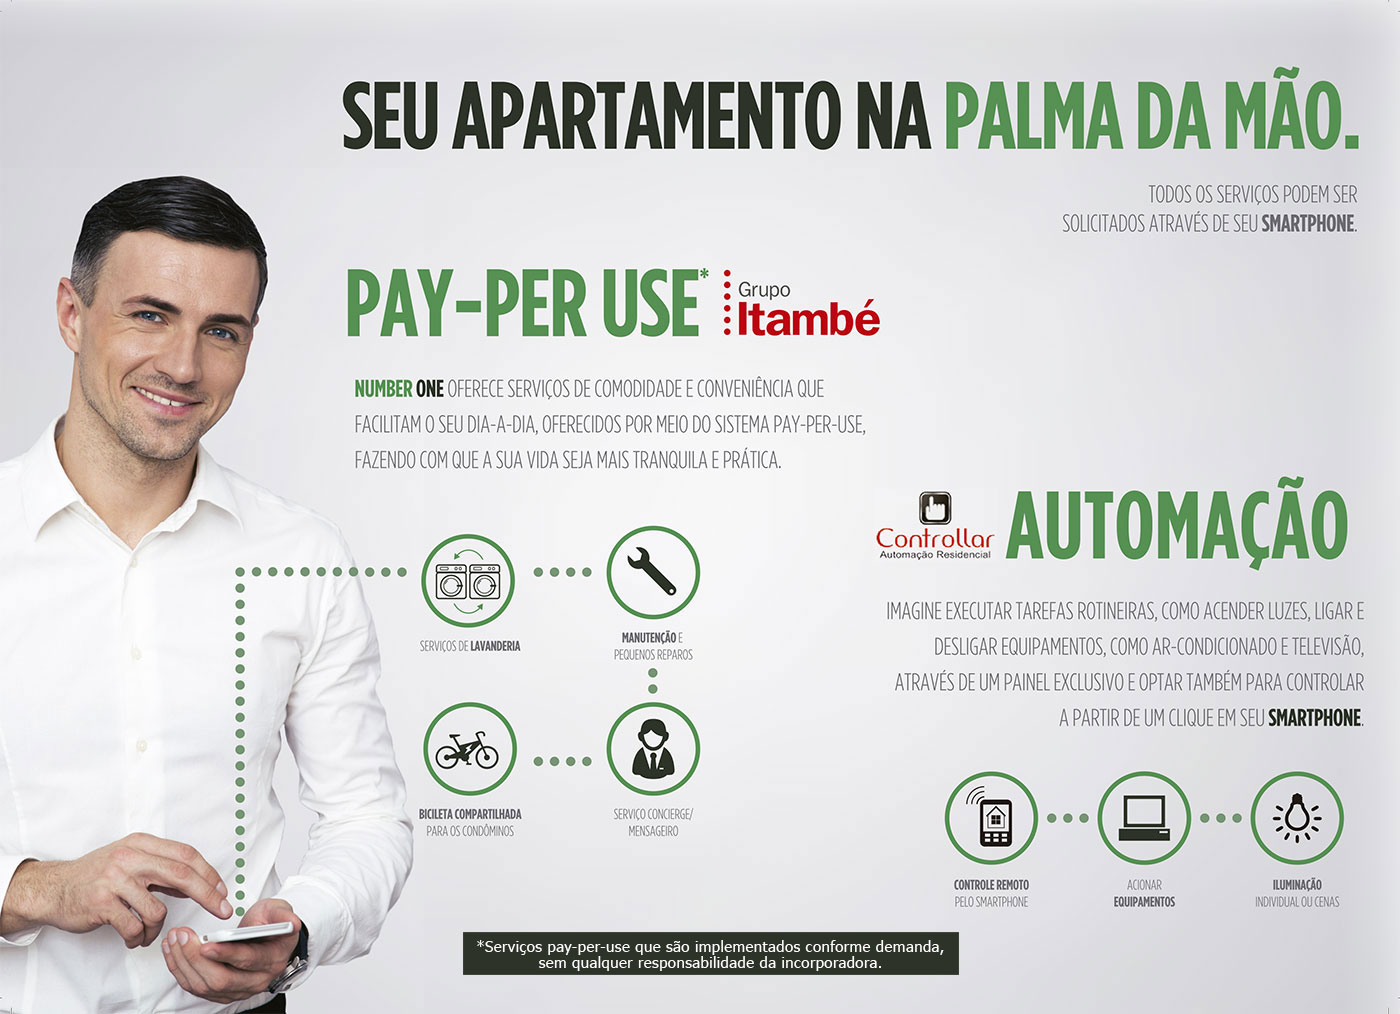 SEU APARTAMENTO NA PALMA DA MÃO.
TODOS OS SERVIÇOS PODEM SER
SOLICITADOS ATRAVÉS DE SEU SMARTPHONE.
PAY-PER USE*
Grupo
Itambé
NUMBER ONE OFERECE SERVIÇOS DE COMODIDADE E CONVENIÊNCIA QUE
FACILITAM O SEU DIA-A-DIA, OFERECIDOS POR MEIO DO SISTEMA PAY-PER-USE,
FAZENDO COM QUE A SUA VIDA SEJA MAIS TRANQUILA E PRÁTICA.
SERVIÇOS DE LAVANDERIA
MANUTENÇÃO E
PEQUENOS REPAROS
BICILETA COMPARTILHADA
PARA OS CONDÔMINOS
SERVIÇO CONCIERGE/
MENSAGEIRO
Controllar
Automação Residencial
AUTOMAÇÃO
IMAGINE EXECUTAR TAREFAS ROTINEIRAS, COMO ACENDER LUZES, LIGAR E
DESLIGAR EQUIPAMENTOS, COMO AR-CONDICIONADO E TELEVISÃO,
ATRAVÉS DE UM PAINEL EXCLUSIVO E OPTAR TAMBÉM PARA CONTROLAR
A PARTIR DE UM CLIQUE EM SEU SMARTPHONE.
CONTROLE REMOTO
PELO SMARTPHONE
ACIONAR
EQUIPAMENTOS
ILUMINAÇÃO
INDIVIDUAL OU CENAS
*Serviços pay-per-use que são implementados conforme demanda,
sem qualquer responsabilidade da incorporadora.